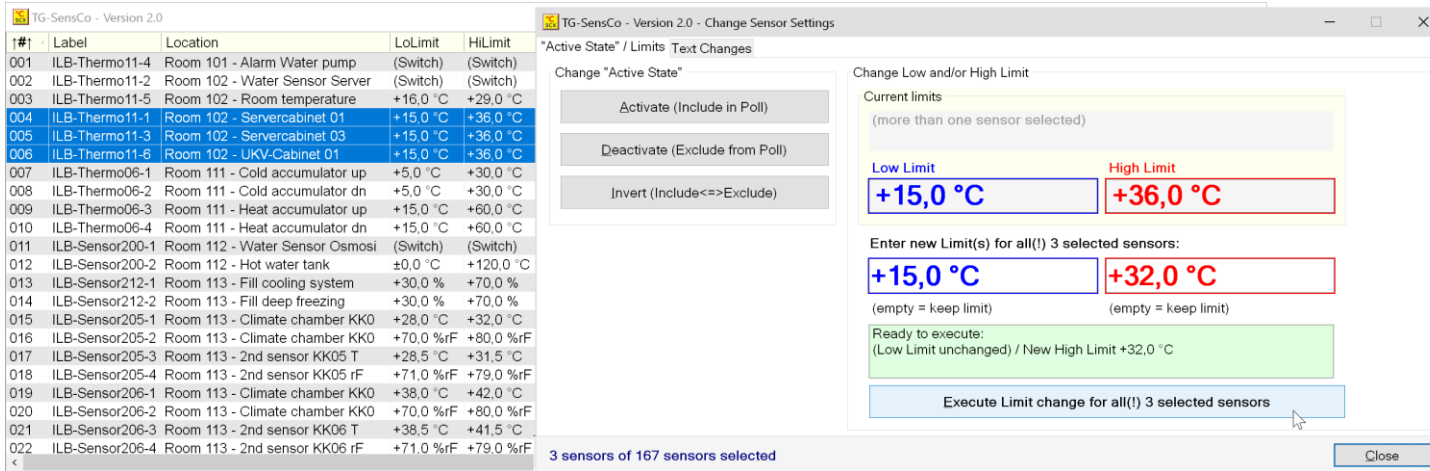 TG-SensCo - Version 2.0
↑#↑ Label Location LoLimit HiLimit
001 ILB-Thermo11-4 Room 101 - Alarm Water pump (Switch) (Switch)
002 ILB-Thermo11-2 Room 102 - Water Sensor Server (Switch) (Switch)
003 ILB-Thermo11-5 Room 102 - Room temperature +16,0 °C +29,0 °C
004 ILB-Thermo11-1 Room 102 - Servercabinet 01 +15,0 °C +36,0 °C
005 ILB-Thermo11-3 Room 102 - Servercabinet 03 +15,0 °C +36,0 °C
006 ILB-Thermo11-6 Room 102 - UKV-Cabinet 01 +15,0 °C +36,0 °C
007 ILB-Thermo06-1 Room 111 - Cold accumulator up +5,0 °C +30,0 °C
008 ILB-Thermo06-2 Room 111 - Cold accumulator dn +5,0 °C +30,0 °C
009 ILB-Thermo06-3 Room 111 - Heat accumulator up +15,0 °C +60,0 °C
010 ILB-Thermo06-4 Room 111 - Heat accumulator dn +15,0 °C +60,0 °C
011 ILB-Sensor200-1 Room 112 - Water Sensor Osmosi (Switch) (Switch)
012 ILB-Sensor200-2 Room 112 - Hot water tank ±0,0 °C +120,0 °C
013 ILB-Sensor212-1 Room 113 - Fill cooling system +30,0 % +70,0 %
014 ILB-Sensor212-2 Room 113 - Fill deep freezing +30,0 % +70,0 %
015 ILB-Sensor205-1 Room 113 - Climate chamber KK0 +28,0 °C +32,0 °C
016 ILB-Sensor205-2 Room 113 - Climate chamber KK0 +70,0 %rF +80,0 %rF
017 ILB-Sensor205-3 Room 113 - 2nd sensor KK05 T +28,5 °C +31,5 °C
018 ILB-Sensor205-4 Room 113 - 2nd sensor KK05 rF +71,0 %rF +79,0 %rF
019 ILB-Sensor206-1 Room 113 - Climate chamber KK0 +38,0 °C +42,0 °C
020 ILB-Sensor206-2 Room 113 - Climate chamber KK0 +70,0 %rF +80,0 %rF
021 ILB-Sensor206-3 Room 113 - 2nd sensor KK06 T +38,5 °C +41,5 °C
022 ILB-Sensor206-4 Room 113 - 2nd sensor KK06 rF +71,0 %rF +79,0 %rF
°C
SCX
TG-SensCo - Version 2.0 - Change Sensor Settings
"Active State" / Limits Text Changes
Change "Active State"
Activate (Include in Poll)
Deactivate (Exclude from Poll)
Invert (Include<=>Exclude)
Change Low and/or High Limit
Current limits
(more than one sensor selected)
Low Limit High Limit
+15,0 °C +36,0 °C
Enter new Limit(s) for all(!) 3 selected sensors:
+15,0 °C +32,0 °C
(empty = keep limit) (empty = keep limit)
Ready to execute:
(Low Limit unchanged) / New High Limit +32,0 °C
Execute Limit change for all(!) 3 selected sensors
3 sensors of 167 sensors selected
Close